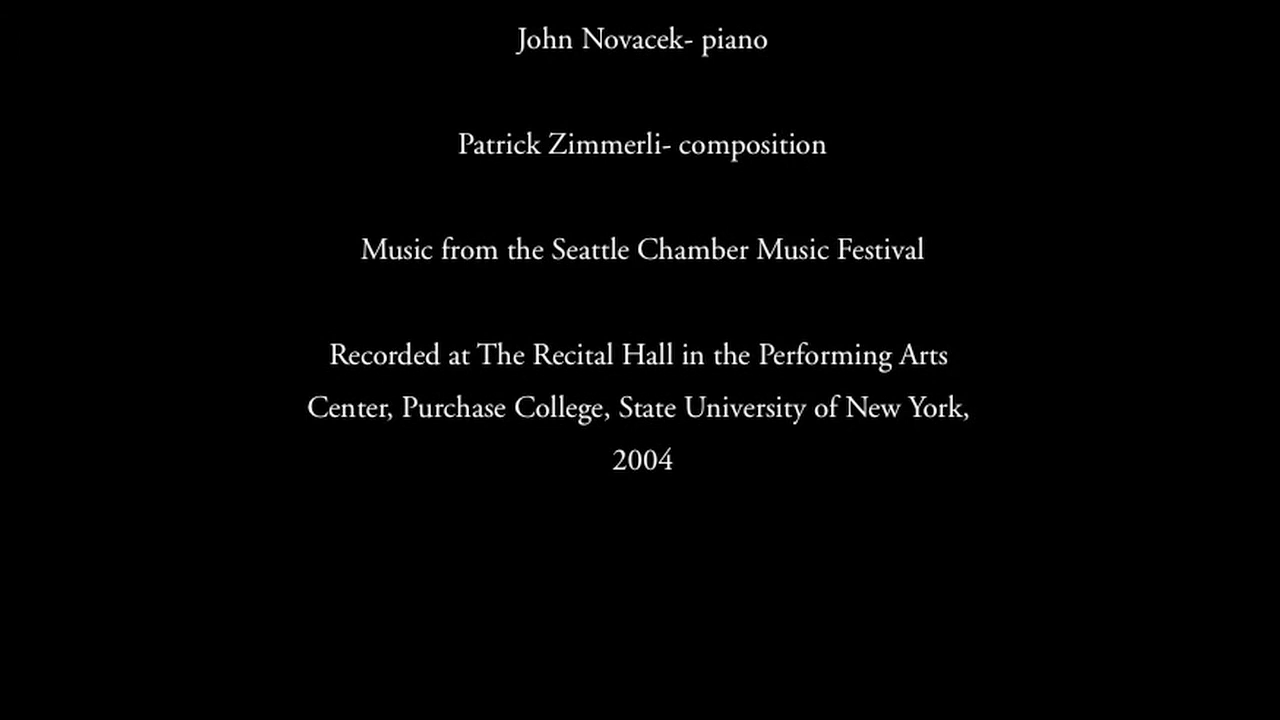 John Novacek- piano
Patrick Zimmerli- composition
Music from the Seattle Chamber Music Festival
Recorded at The Recital Hall in the Performing Arts
Center, Purchase College, State University of New York,
2004